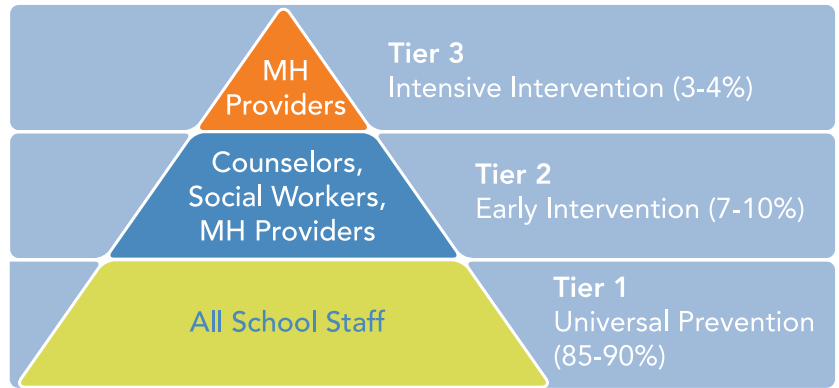 MH
Providers
Tier 3
Intensive Intervention (3-4%)
Counselors,
Social Workers,
MH Providers
Tier 2
Early Intervention (7-10%)
All School Staff
Tier 1
Universal Prevention
(85-90%)